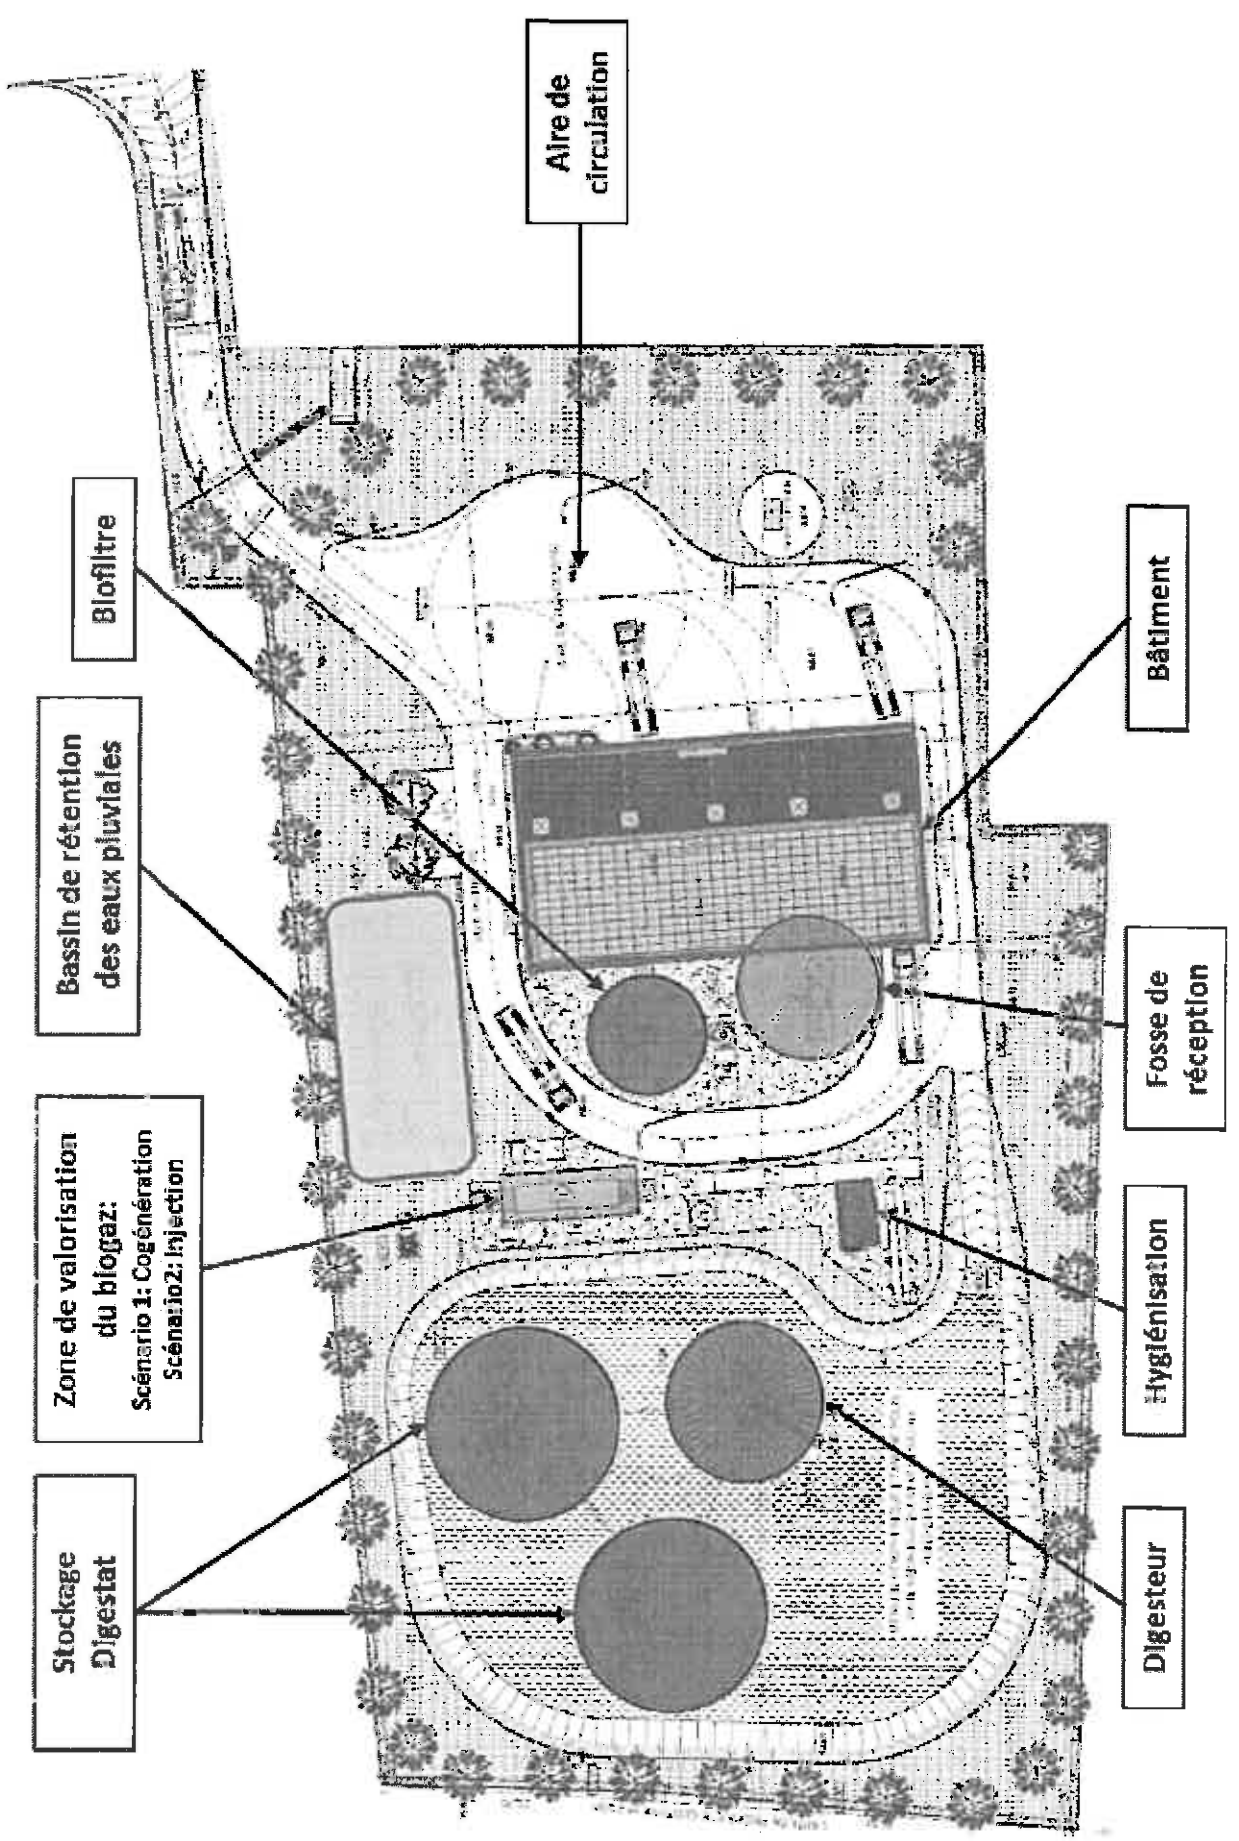 Stockage
Digestat
Zone de valorisation
du biogaz:
Scénario 1: Cogénération
Scénario2: Injection
Bassin de rétention
des eaux pluviales
Biofiltre
Aire de
circulation
Digesteur
Hygiénisation
Fosse de
réception
Bâtiment